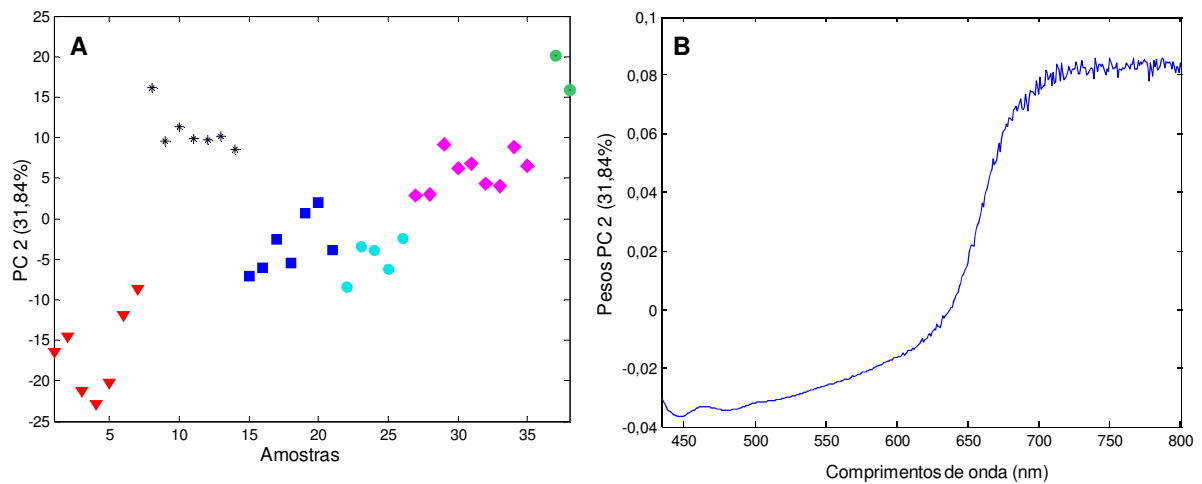 A
PC 2 (31,84%)
25
20
15
10
5
0
-5
-10
-15
-20
-25
5 10 15 20 25 30 35
Amostras
B
Pesos PC 2 (31,84%)
0,1
0,08
0,06
0,04
0,02
0
-0,02
-0,04
450 500 550 600 650 700 750 800
Comprimentos de onda (nm)